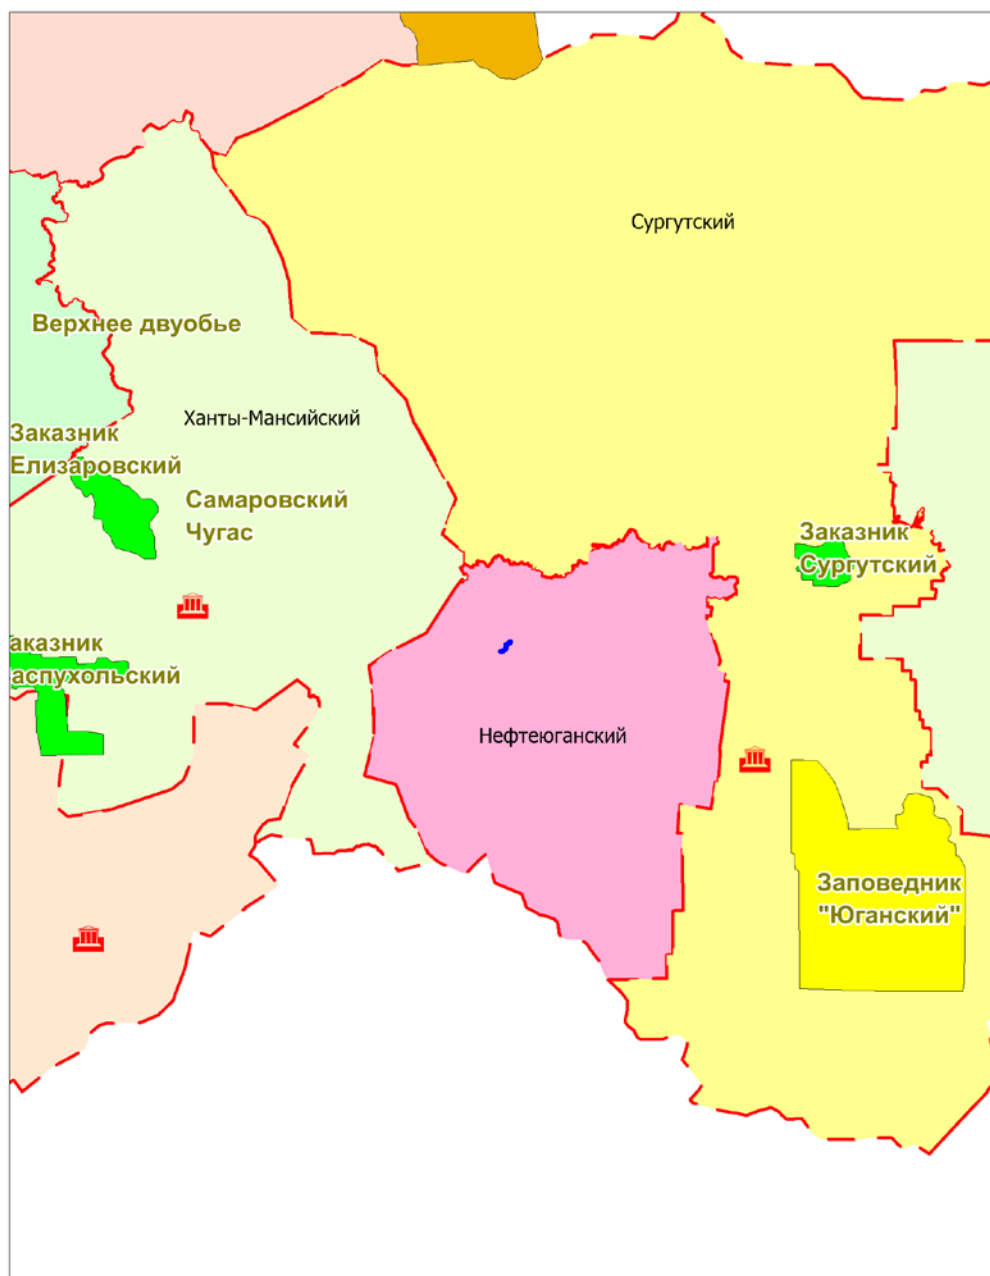 Сургутский
Верхнее двуобье
Ханты-Мансийский
Заказник
Елизаровский
Самаровский
Чугас
Заказник
Сургутский
аказник
аспухольский
Нефтеюганский
Заповедник
"Юганский"